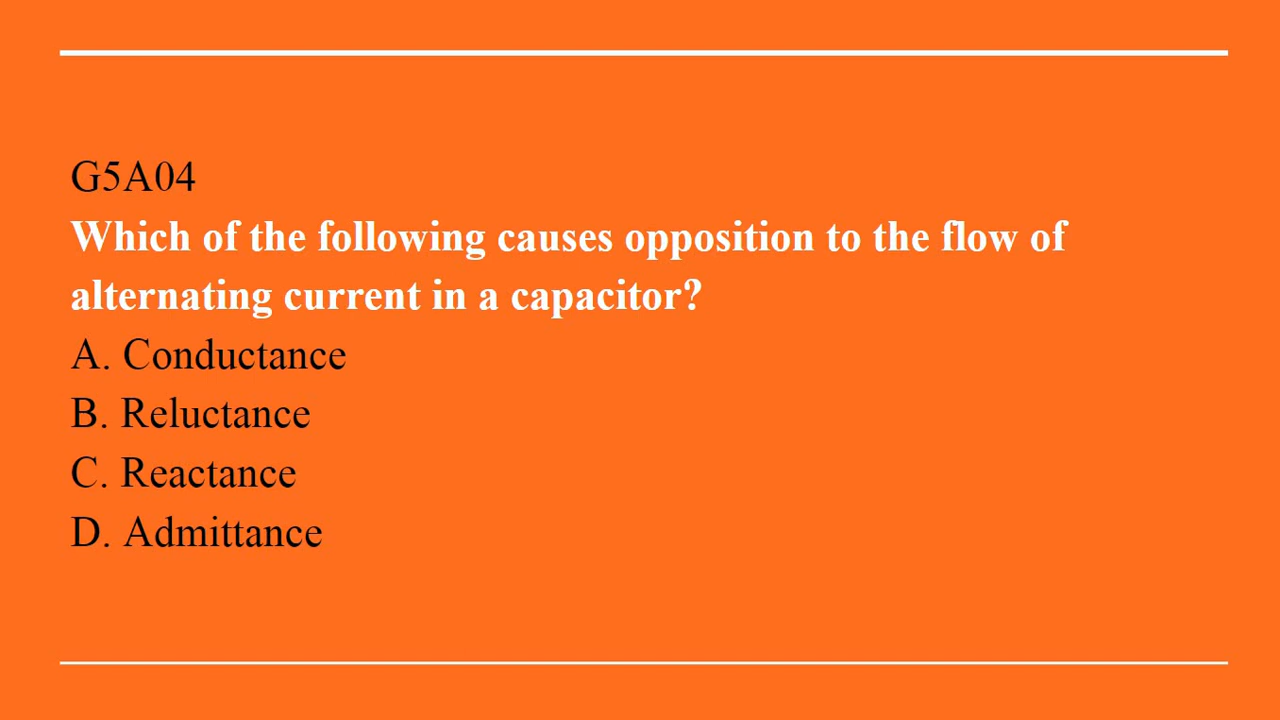 G5A04
Which of the following causes opposition to the flow of
alternating current in a capacitor?
A. Conductance
B. Reluctance
C. Reactance
D. Admittance